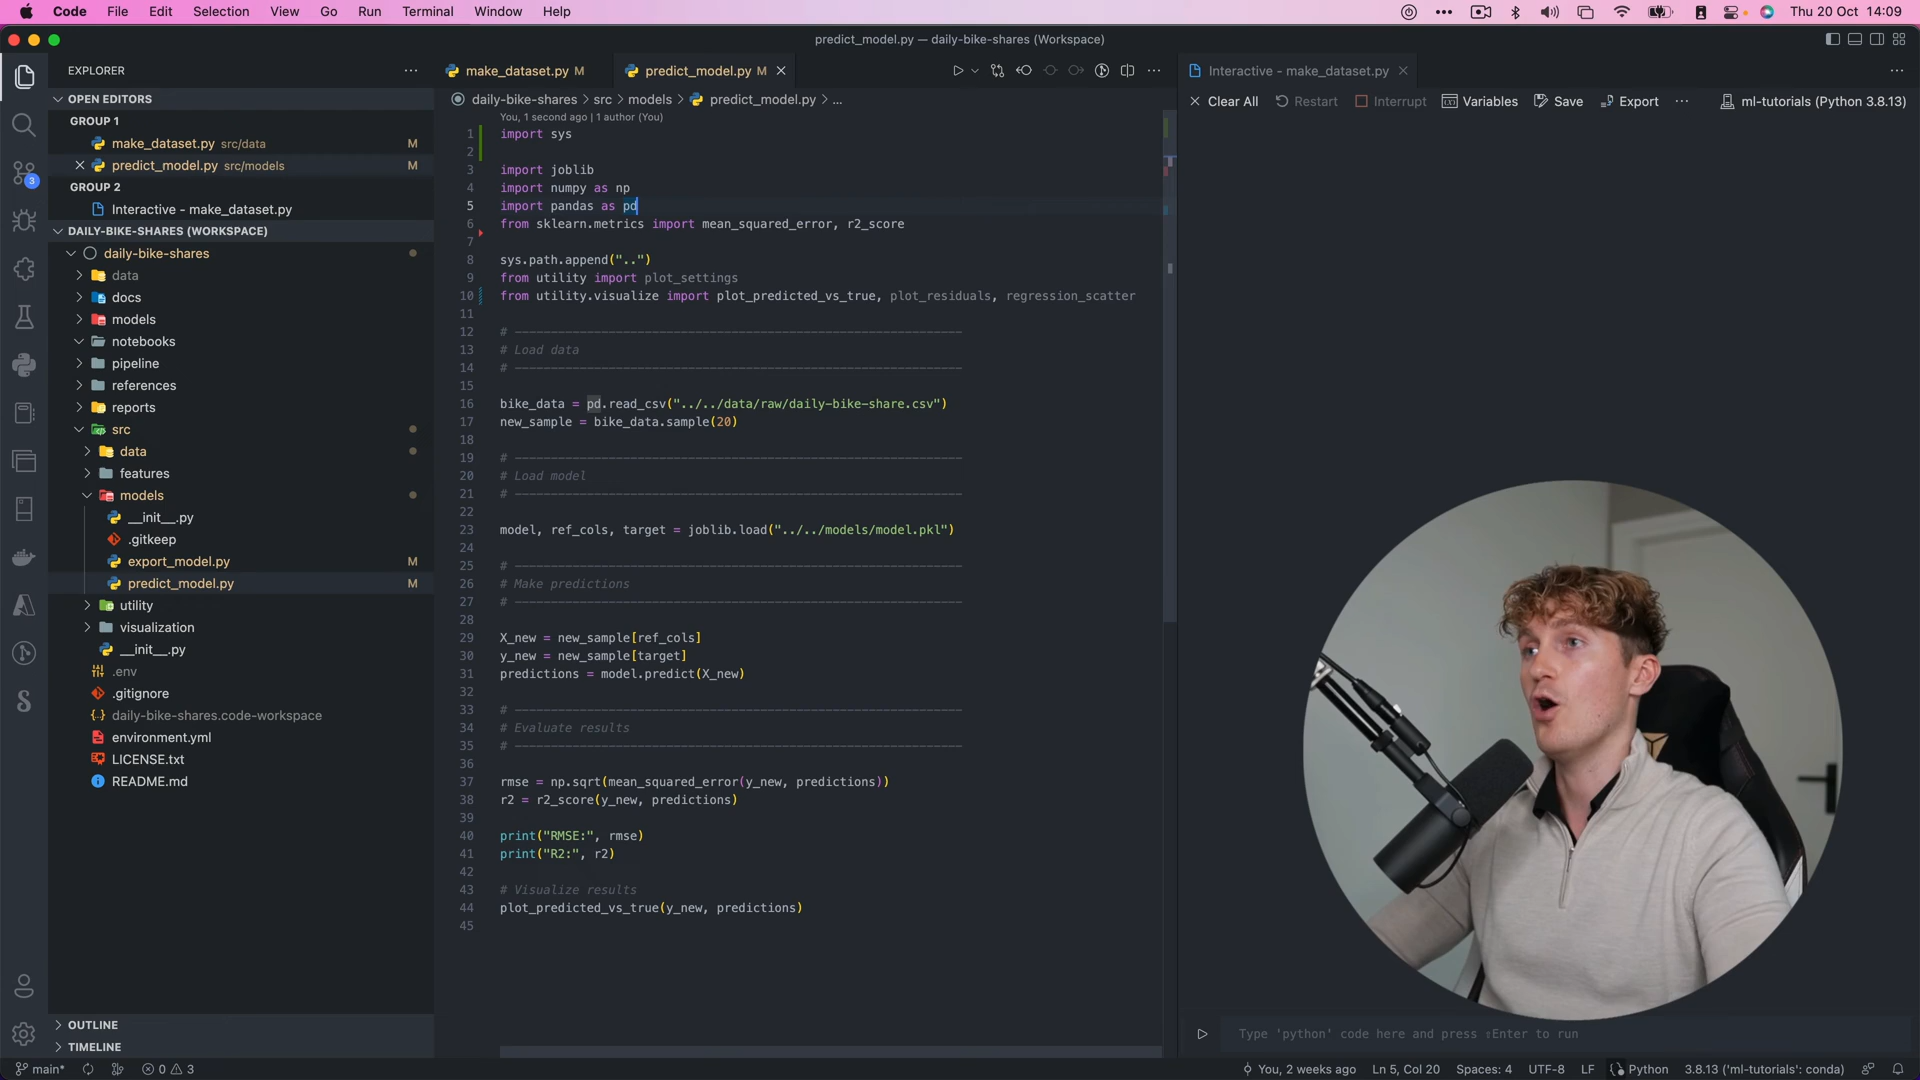 Code File Edit Selection View Go Run Terminal Window Help
Thu 20 Oct 14:09
predict_model.py — daily-bike-shares (Workspace)
EXPLORER
OPEN EDITORS
GROUP 1
make_dataset.py src/data M
predict_model.py src/models M
GROUP 2
Interactive - make_dataset.py
DAILY-BIKE-SHARES (WORKSPACE)
daily-bike-shares
data
docs
models
notebooks
pipeline
references
reports
src
data
features
models
__init__.py
.gitkeep
export_model.py M
predict_model.py M
utility
visualization
__init__.py
.env
.gitignore
daily-bike-shares.code-workspace
environment.yml
LICENSE.txt
README.md
OUTLINE
TIMELINE
3
make_dataset.py M
predict_model.py M
daily-bike-shares > src > models > predict_model.py > ...
You, 1 second ago | 1 author (You)
1 import sys
2
3 import joblib
4 import numpy as np
5 import pandas as pd
6 from sklearn.metrics import mean_squared_error, r2_score
7
8 sys.path.append("..")
9 from utility import plot_settings
10 from utility.visualize import plot_predicted_vs_true, plot_residuals, regression_scatter
11
12 # --------------------------------------------------------------
13 # Load data
14 # --------------------------------------------------------------
15
16 bike_data = pd.read_csv("../../data/raw/daily-bike-share.csv")
17 new_sample = bike_data.sample(20)
18
19 # --------------------------------------------------------------
20 # Load model
21 # --------------------------------------------------------------
22
23 model, ref_cols, target = joblib.load("../../models/model.pkl")
24
25 # --------------------------------------------------------------
26 # Make predictions
27 # --------------------------------------------------------------
28
29 X_new = new_sample[ref_cols]
30 y_new = new_sample[target]
31 predictions = model.predict(X_new)
32
33 # --------------------------------------------------------------
34 # Evaluate results
35 # --------------------------------------------------------------
36
37 rmse = np.sqrt(mean_squared_error(y_new, predictions))
38 r2 = r2_score(y_new, predictions)
39
40 print("RMSE:", rmse)
41 print("R2:", r2)
42
43 # Visualize results
44 plot_predicted_vs_true(y_new, predictions)
45
Interactive - make_dataset.py
Clear All Restart Interrupt Variables Save Export ... ml-tutorials (Python 3.8.13)
Type 'python' code here and press ⇧Enter to run
main* 0 3
You, 2 weeks ago Ln 5, Col 20 Spaces: 4 UTF-8 LF Python 3.8.13 ('ml-tutorials': conda)